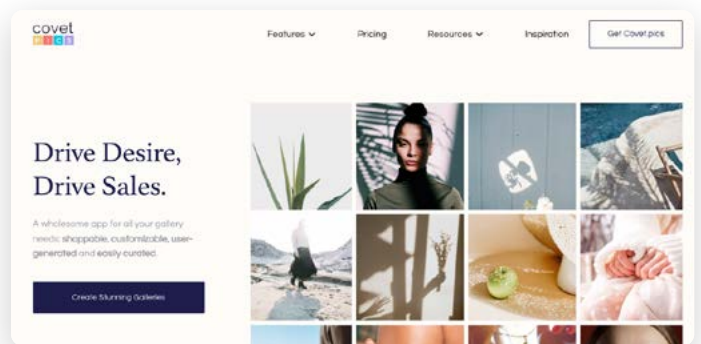 covet
PICS
Features
Pricing
Resources
Inspiration
Get Covet.pics
Drive Desire,
Drive Sales.
A wholesome app for all your gallery
needs: shoppable, customizable, user-
generated and easily curated.
Create Stunning Galleries